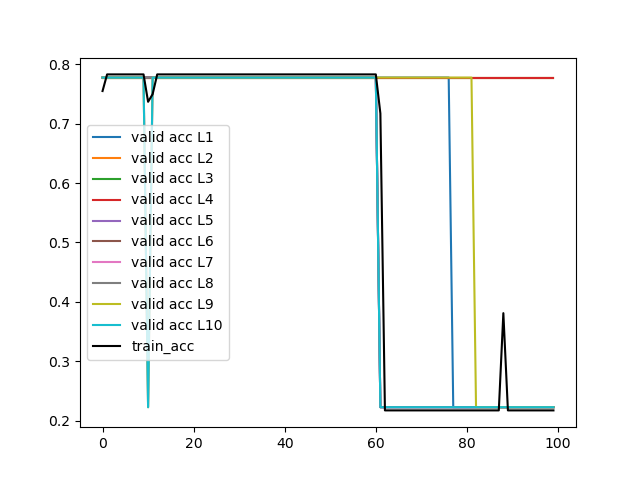 0.8
0.7
0.6
0.5
0.4
0.3
0.2
valid acc L1
valid acc L2
valid acc L3
valid acc L4
valid acc L5
valid acc L6
valid acc L7
valid acc L8
valid acc L9
valid acc L10
train_acc
0 20 40 60 80 100